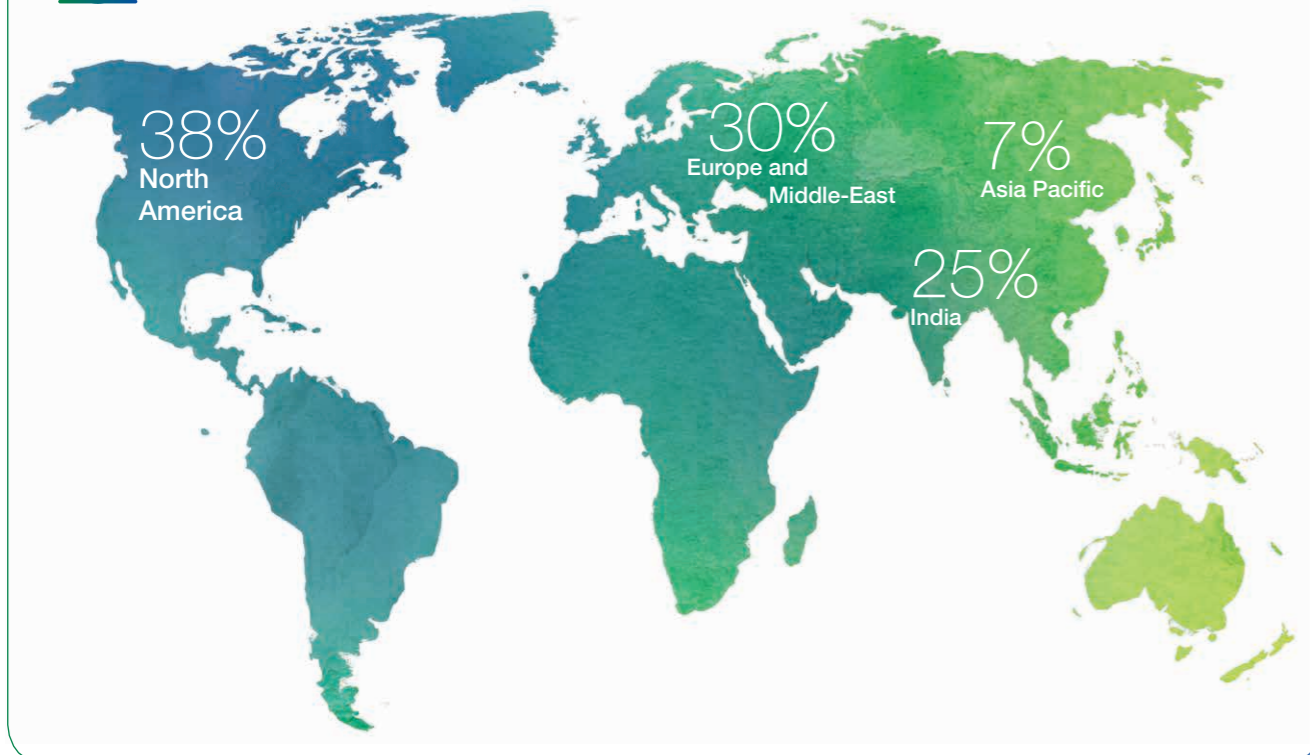 38%
North
America
30%
Europe and
Middle-East
7%
Asia Pacific
25%
India